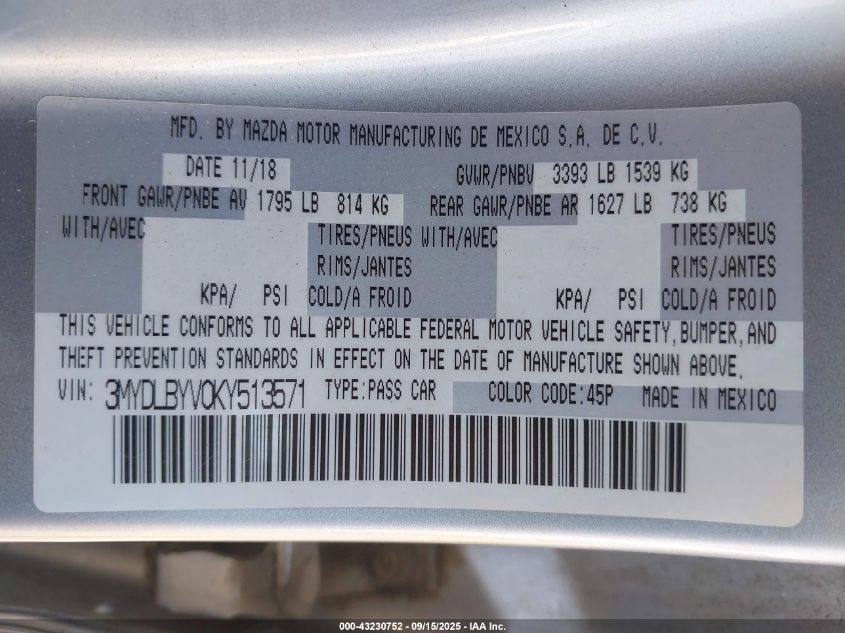 MFD. BY MAZDA MOTOR MANUFACTURING DE MEXICO S.A. DE C.V.
DATE 11/18 GVWR/PNBV 3393 LB 1539 KG
FRONT GAWR/PNBE AV 1795 LB 814 KG REAR GAWR/PNBE AR 1627 LB 738 KG
WITH/AVEC TIRES/PNEUS WITH/AVEC TIRES/PNEUS
RIMS/JANTES RIMS/JANTES
KPA/ PSI COLD/A FROID KPA/ PSI COLD/A FROID
THIS VEHICLE CONFORMS TO ALL APPLICABLE FEDERAL MOTOR VEHICLE SAFETY, BUMPER, AND
THEFT PREVENTION STANDARDS IN EFFECT ON THE DATE OF MANUFACTURE SHOWN ABOVE.
VIN: 3MYDLBYV0KY513571 TYPE:PASS CAR COLOR CODE:45P MADE IN MEXICO
000-43230752 - 09/15/2025 - IAA Inc.